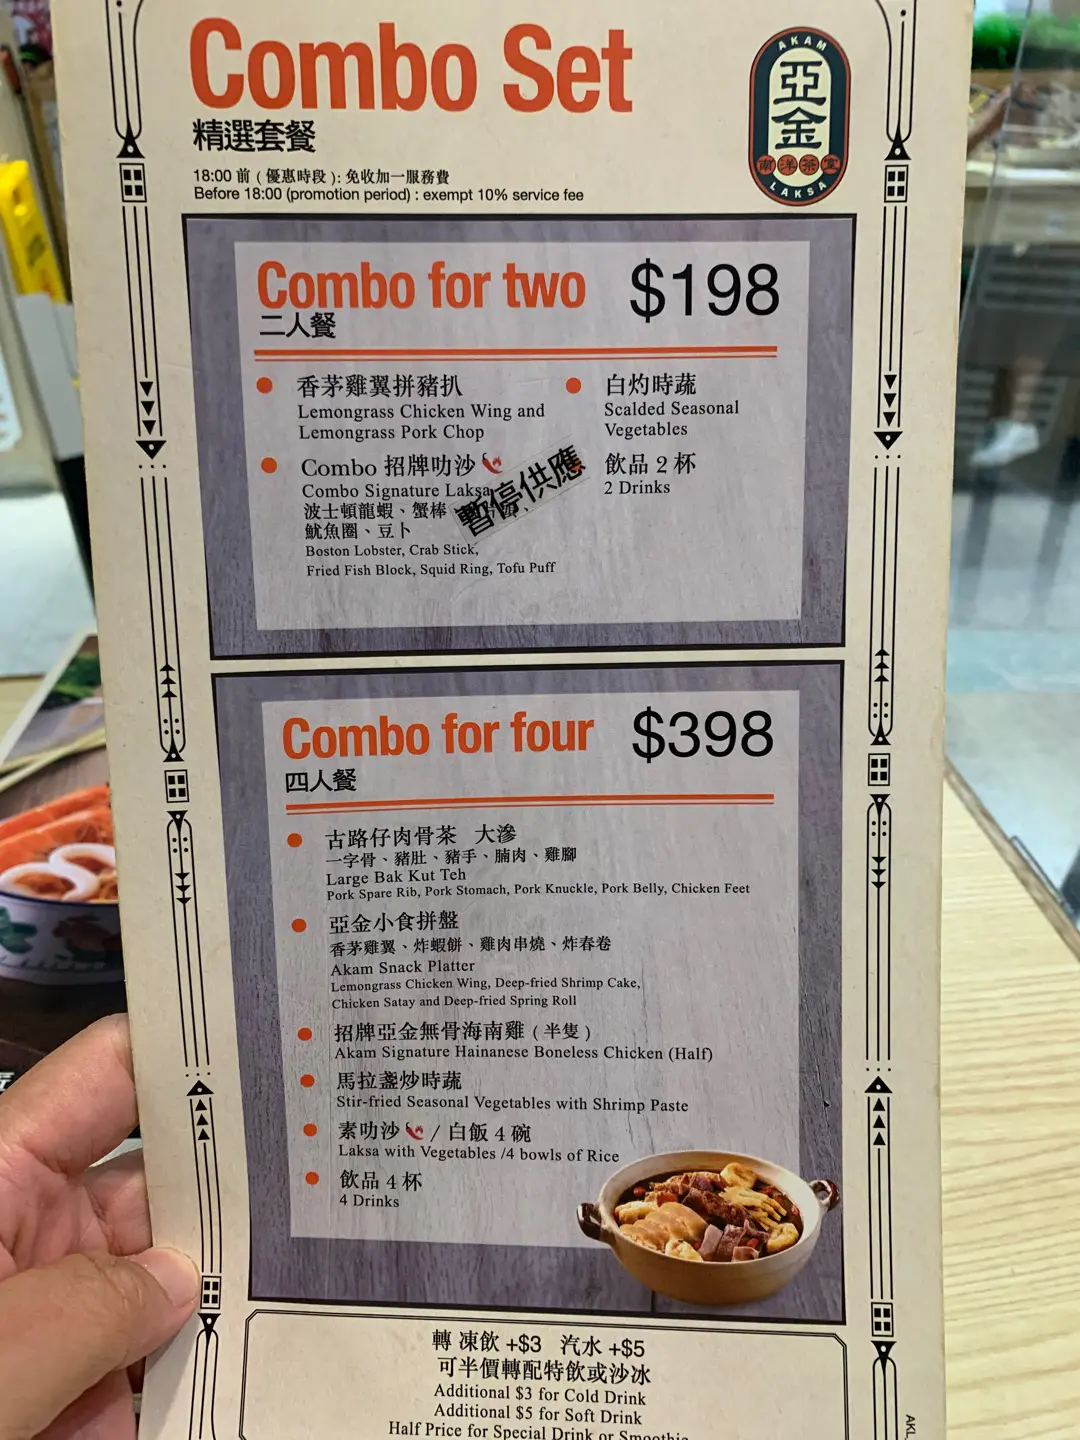 Combo Set
精選套餐
18:00 前 ( 優惠時段 ): 免收加一服務費
Before 18:00 (promotion period) : exempt 10% service fee
AKAM
亞金
南洋茶室
LAKSA
Combo for two $198
二人餐
香茅雞翼拼豬扒
Lemongrass Chicken Wing and
Lemongrass Pork Chop
Combo 招牌叻沙
Combo Signature Laksa
波士頓龍蝦、蟹棒
魷魚圈、豆卜
Boston Lobster, Crab Stick,
Fried Fish Block, Squid Ring, Tofu Puff
暫停供應
白灼時蔬
Scalded Seasonal
Vegetables
飲品 2 杯
2 Drinks
Combo for four $398
四人餐
古路仔肉骨茶 大滲
一字骨、豬肚、豬手、腩肉、雞腳
Large Bak Kut Teh
Pork Spare Rib, Pork Stomach, Pork Knuckle, Pork Belly, Chicken Feet
亞金小食拼盤
香茅雞翼、炸蝦餅、雞肉串燒、炸春卷
Akam Snack Platter
Lemongrass Chicken Wing, Deep-fried Shrimp Cake,
Chicken Satay and Deep-fried Spring Roll
招牌亞金無骨海南雞 ( 半隻 )
Akam Signature Hainanese Boneless Chicken (Half)
馬拉盞炒時蔬
Stir-fried Seasonal Vegetables with Shrimp Paste
素叻沙 / 白飯 4 碗
Laksa with Vegetables /4 bowls of Rice
飲品 4 杯
4 Drinks
轉 凍飲 +$3 汽水 +$5
可半價轉配特飲或沙冰
Additional $3 for Cold Drink
Additional $5 for Soft Drink
Half Price for Special Drink or Smoothie
AKL